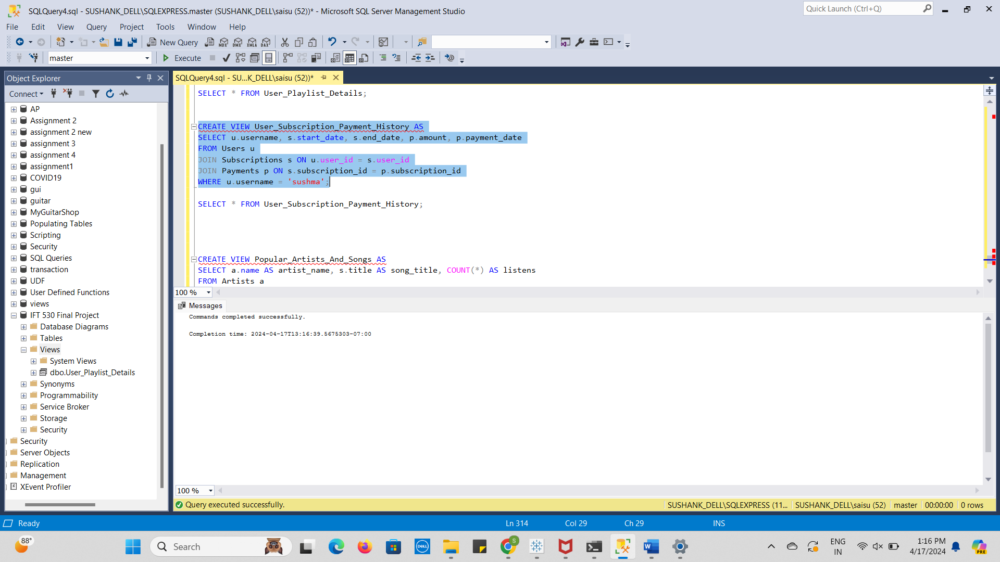 SQLQuery4.sql - SUSHANK_DELL\SQLEXPRESS.master (SUSHANK_DELL\saisu (52))* - Microsoft SQL Server Management Studio
Quick Launch (Ctrl+Q)
File Edit View Query Project Tools Window Help
New Query MDX DMX XMLA DAX
master Execute
Object Explorer
SQLQuery4.sql - SU...K_DELL\saisu (52))*
Connect
AP
Assignment 2
assignment 2 new
assignment 3
assignment 4
assignment1
COVID19
gui
guitar
MyGuitarShop
Populating Tables
Scripting
Security
SQL Queries
transaction
UDF
User Defined Functions
views
IFT 530 Final Project
Database Diagrams
Tables
Views
System Views
dbo.User_Playlist_Details
Synonyms
Programmability
Service Broker
Storage
Security
Security
Server Objects
Replication
Management
XEvent Profiler
SELECT * FROM User_Playlist_Details;
CREATE VIEW User_Subscription_Payment_History AS
SELECT u.username, s.start_date, s.end_date, p.amount, p.payment_date
FROM Users u
JOIN Subscriptions s ON u.user_id = s.user_id
JOIN Payments p ON s.subscription_id = p.subscription_id
WHERE u.username = 'sushma';
SELECT * FROM User_Subscription_Payment_History;
CREATE VIEW Popular_Artists_And_Songs AS
SELECT a.name AS artist_name, s.title AS song_title, COUNT(*) AS listens
FROM Artists a
100 %
Messages
Commands completed successfully.
Completion time: 2024-04-17T13:16:39.5675303-07:00
100 %
Query executed successfully. SUSHANK_DELL\SQLEXPRESS (11... SUSHANK_DELL\saisu (52) master 00:00:00 0 rows
Ready Ln 314 Col 29 Ch 29 INS
88°
Search
DELL
S
ENG
IN
1:16 PM
4/17/2024
PRE